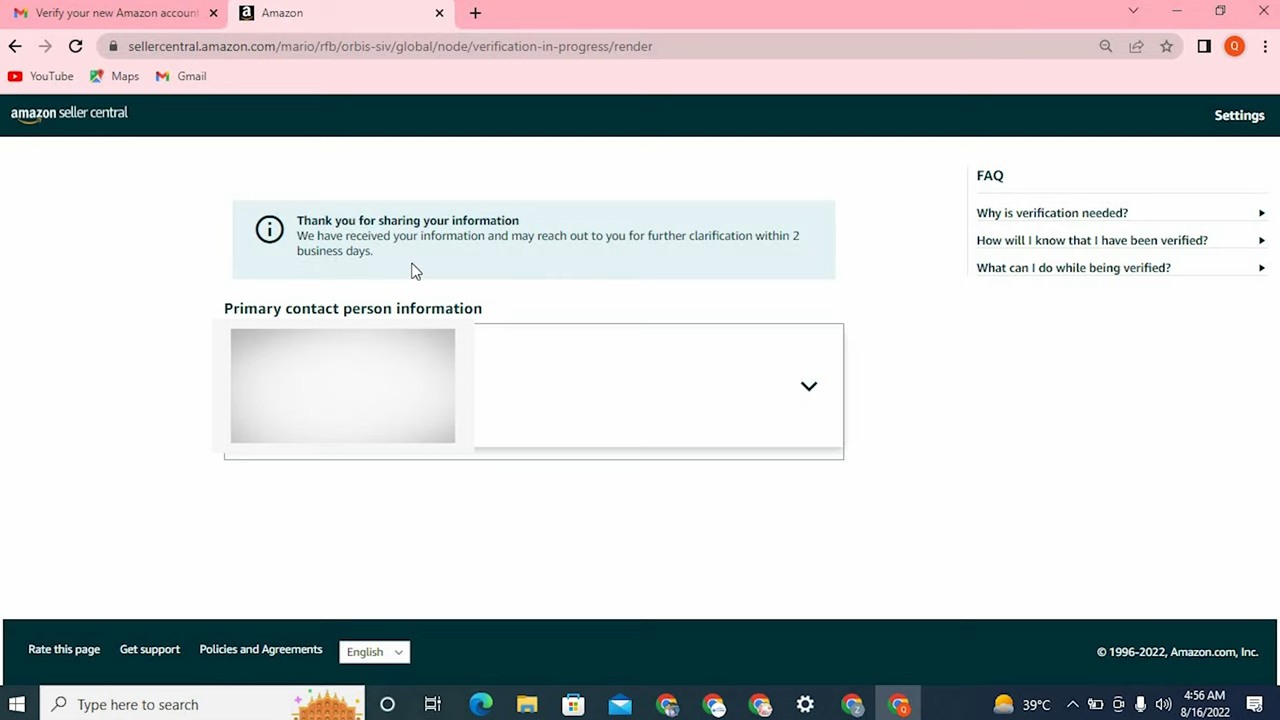 Verify your new Amazon accoun
Amazon
sellercentral.amazon.com/mario/rfb/orbis-siv/global/node/verification-in-progress/render
Q
YouTube
Maps
Gmail
amazon seller central
Settings
Thank you for sharing your information
We have received your information and may reach out to you for further clarification within 2
business days.
FAQ
Why is verification needed?
How will I know that I have been verified?
What can I do while being verified?
Primary contact person information
Rate this page
Get support
Policies and Agreements
English
© 1996-2022, Amazon.com, Inc.
Type here to search
39°C
4:56 AM
8/16/2022